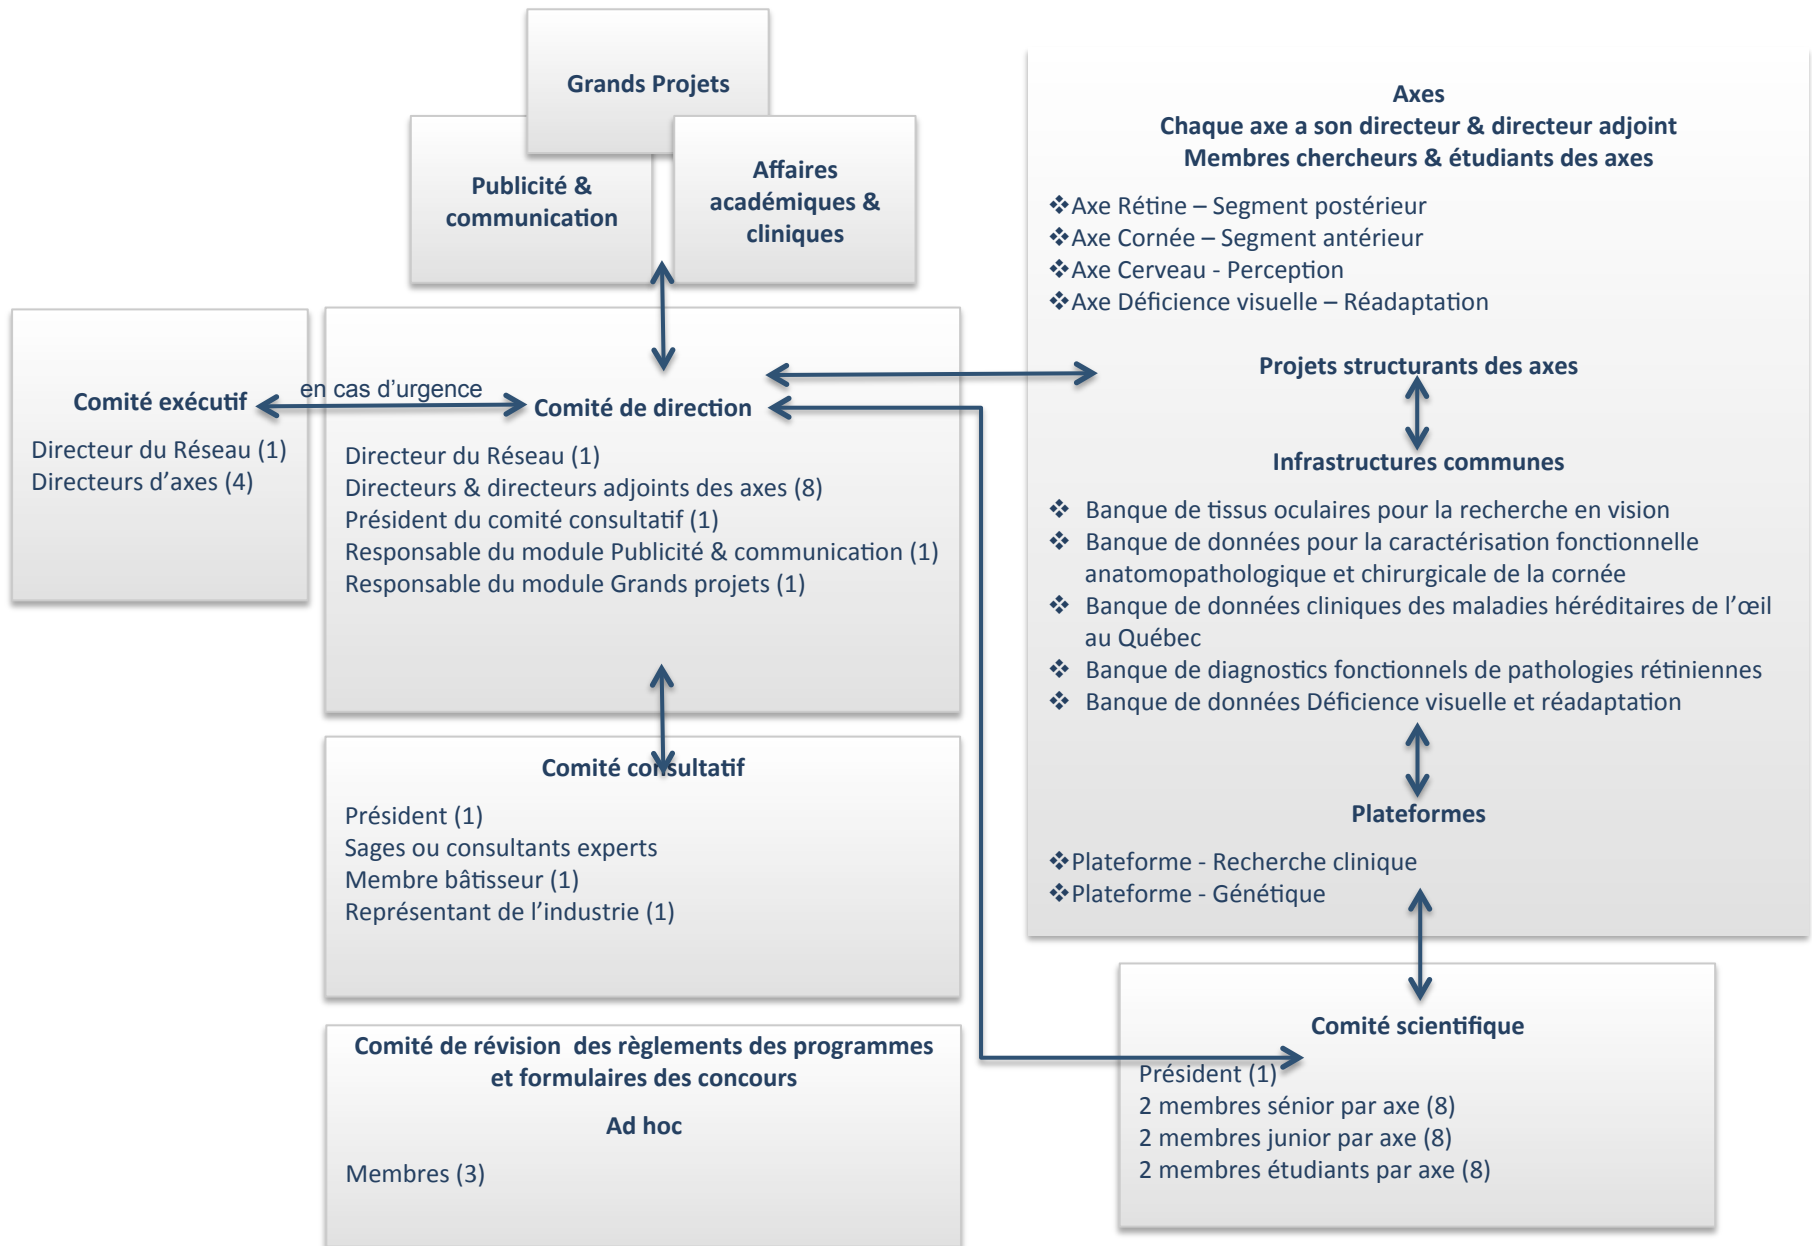 Grands Projets
Publicité &
communication
Affaires
académiques &
cliniques
Comité exécutif
Directeur du Réseau (1)
Directeurs d’axes (4)
en cas d’urgence
Comité de direction
Directeur du Réseau (1)
Directeurs & directeurs adjoints des axes (8)
Président du comité consultatif (1)
Responsable du module Publicité & communication (1)
Responsable du module Grands projets (1)
Comité consultatif
Président (1)
Sages ou consultants experts
Membre bâtisseur (1)
Représentant de l’industrie (1)
Comité de révision des règlements des programmes
et formulaires des concours
Ad hoc
Membres (3)
Axes
Chaque axe a son directeur & directeur adjoint
Membres chercheurs & étudiants des axes
❖Axe Rétine – Segment postérieur
❖Axe Cornée – Segment antérieur
❖Axe Cerveau - Perception
❖Axe Déficience visuelle – Réadaptation
Projets structurants des axes
Infrastructures communes
❖ Banque de tissus oculaires pour la recherche en vision
❖ Banque de données pour la caractérisation fonctionnelle
anatomopathologique et chirurgicale de la cornée
❖ Banque de données cliniques des maladies héréditaires de l’œil
au Québec
❖ Banque de diagnostics fonctionnels de pathologies rétiniennes
❖ Banque de données Déficience visuelle et réadaptation
Plateformes
❖Plateforme - Recherche clinique
❖Plateforme - Génétique
Comité scientifique
Président (1)
2 membres sénior par axe (8)
2 membres junior par axe (8)
2 membres étudiants par axe (8)